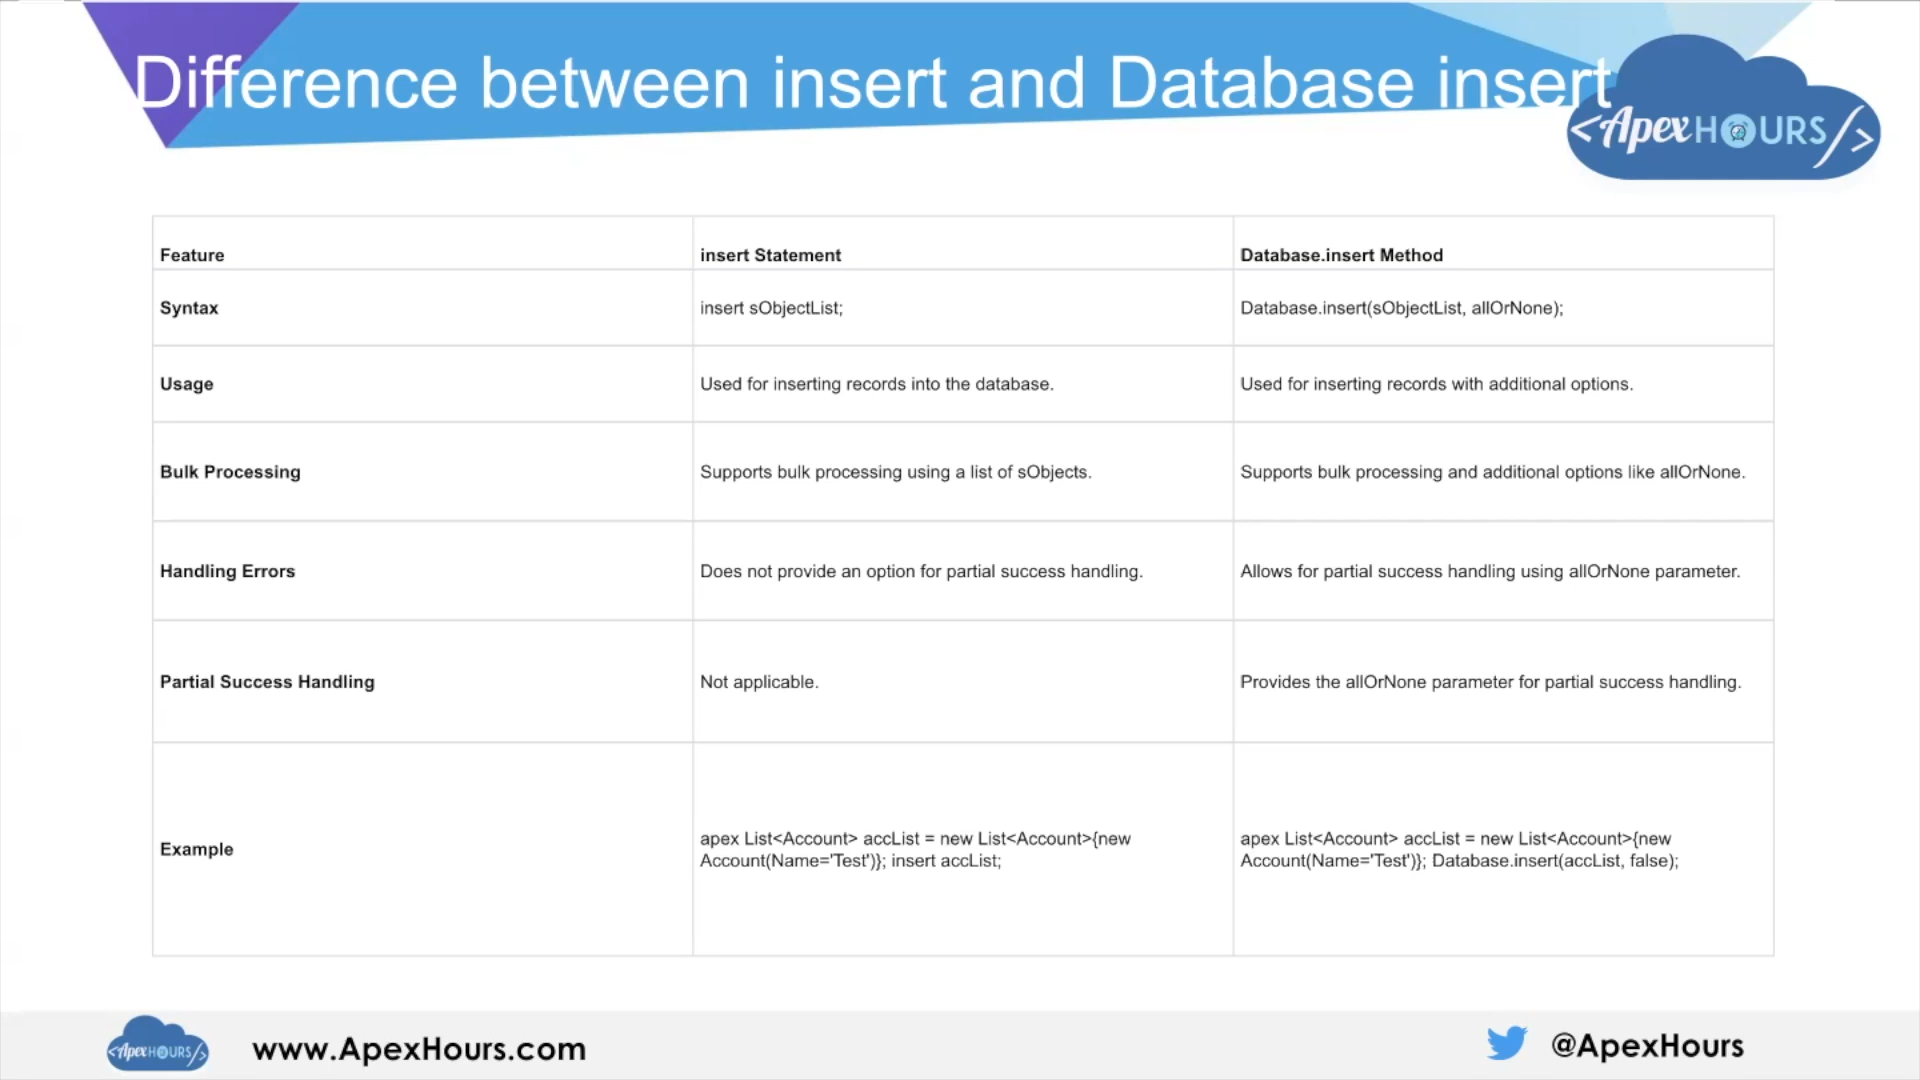 Difference between insert and Database insert
<ApexHOURS/>
Feature
insert Statement
Database.insert Method
Syntax
insert sObjectList;
Database.insert(sObjectList, allOrNone);
Usage
Used for inserting records into the database.
Used for inserting records with additional options.
Bulk Processing
Supports bulk processing using a list of sObjects.
Supports bulk processing and additional options like allOrNone.
Handling Errors
Does not provide an option for partial success handling.
Allows for partial success handling using allOrNone parameter.
Partial Success Handling
Not applicable.
Provides the allOrNone parameter for partial success handling.
Example
apex List<Account> accList = new List<Account>{new
Account(Name='Test')}; insert accList;
apex List<Account> accList = new List<Account>{new
Account(Name='Test')}; Database.insert(accList, false);
<ApexHOURS/>
www.ApexHours.com
@ApexHours